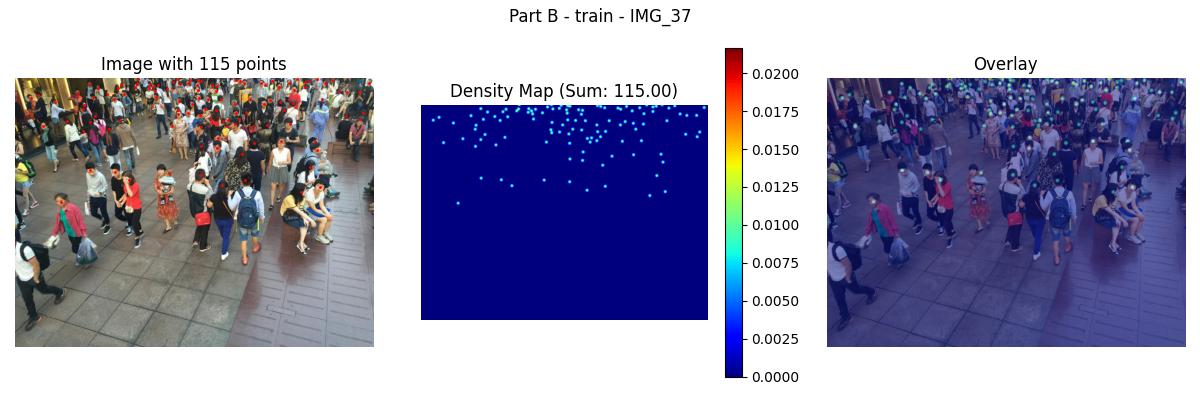 Part B - train - IMG_37
Image with 115 points
Density Map (Sum: 115.00)
Overlay
0.0200
0.0175
0.0150
0.0125
0.0100
0.0075
0.0050
0.0025
0.0000